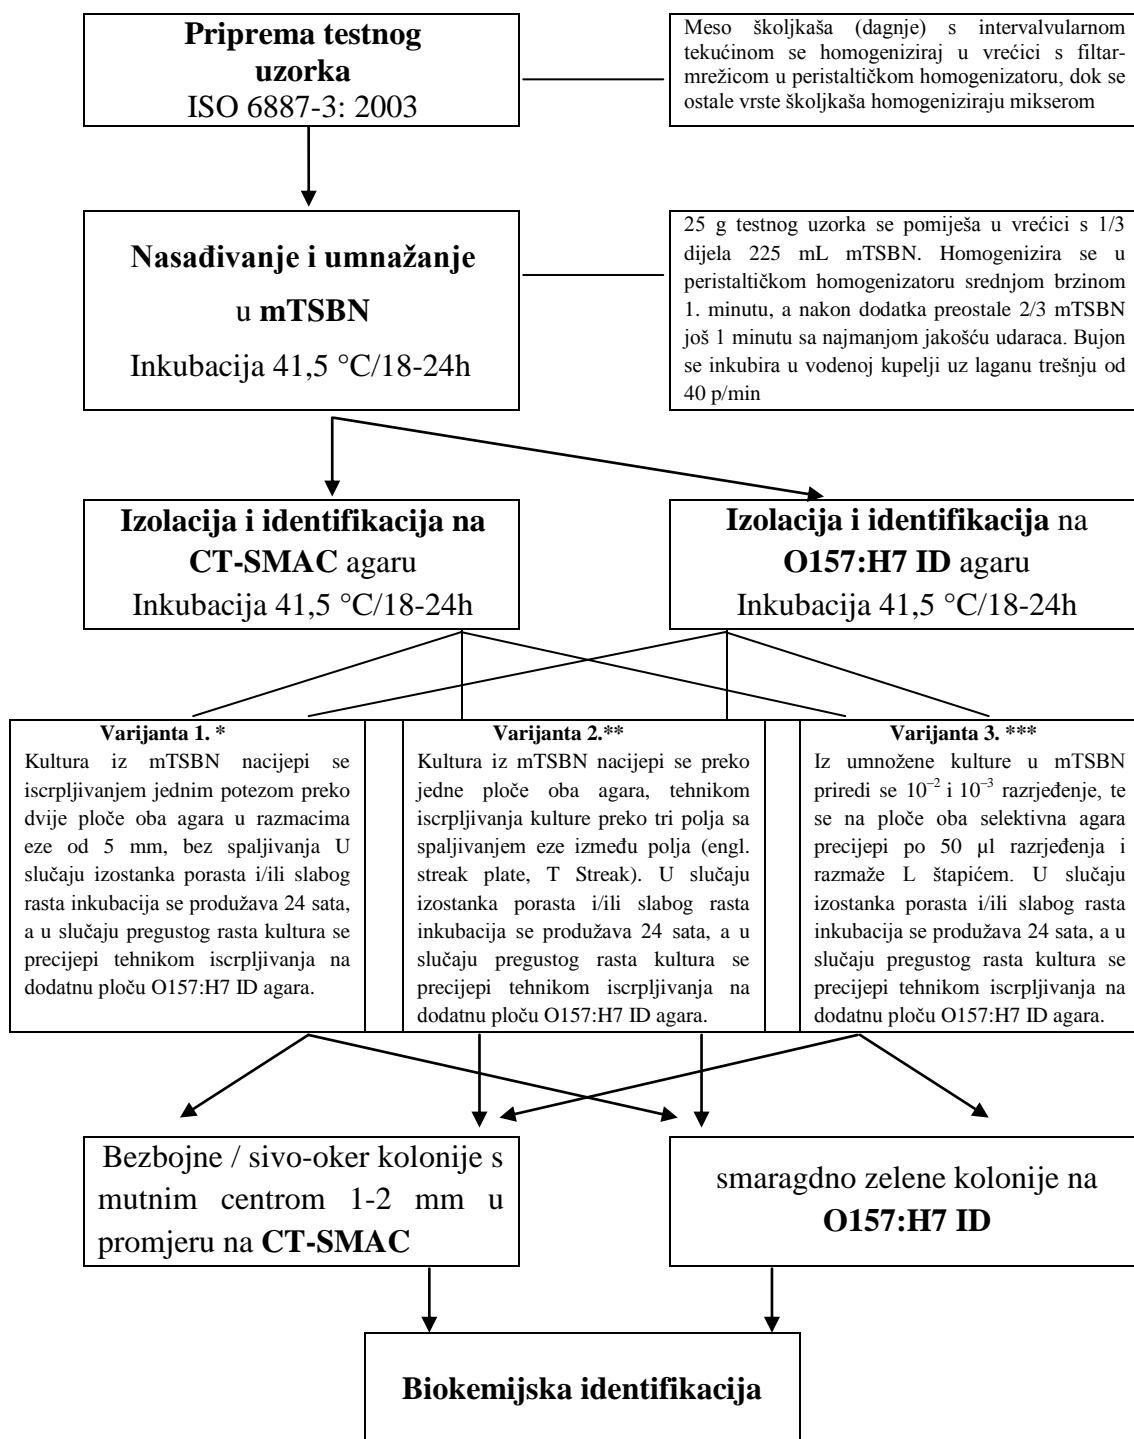 Priprema testnog
uzorka
ISO 6887-3: 2003
Meso školjkaša (dagnje) s intervalvularnom
tekućinom se homogeniziraj u vrećici s filtar-
mrežicom u peristaltičkom homogenizatoru, dok se
ostale vrste školjkaša homogeniziraju mikserom
Nasađivanje i umnažanje
u mTSBN
Inkubacija 41,5 °C/18-24h
25 g testnog uzorka se pomiješa u vrećici s 1/3
dijela 225 mL mTSBN. Homogenizira se u
peristaltičkom homogenizatoru srednjom brzinom
1. minutu, a nakon dodatka preostale 2/3 mTSBN
još 1 minutu sa najmanjom jakošću udaraca. Bujon
se inkubira u vodenoj kupelji uz laganu trešnju od
40 p/min
Izolacija i identifikacija na
CT-SMAC agaru
Inkubacija 41,5 °C/18-24h
Izolacija i identifikacija na
O157:H7 ID agaru
Inkubacija 41,5 °C/18-24h
Varijanta 1. *
Kultura iz mTSBN nacijepi se
iscrpljivanjem jednim potezom preko
dvije ploče oba agara u razmacima
eze od 5 mm, bez spaljivanja U
slučaju izostanka porasta i/ili slabog
rasta inkubacija se produžava 24 sata,
a u slučaju pregustog rasta kultura se
precijepi tehnikom iscrpljivanja na
dodatnu ploču O157:H7 ID agara.
Varijanta 2.**
Kultura iz mTSBN nacijepi se preko
jedne ploče oba agara, tehnikom
iscrpljivanja kulture preko tri polja sa
spaljivanjem eze između polja (engl.
streak plate, T Streak). U slučaju
izostanka porasta i/ili slabog rasta
inkubacija se produžava 24 sata, a u
slučaju pregustog rasta kultura se
precijepi tehnikom iscrpljivanja na
dodatnu ploču O157:H7 ID agara.
Varijanta 3. ***
Iz umnožene kulture u mTSBN
priredi se 10⁻² i 10⁻³ razrjeđenje, te
se na ploče oba selektivna agara
precijepi po 50 µl razrjeđenja i
razmaže L štapićem. U slučaju
izostanka porasta i/ili slabog rasta
inkubacija se produžava 24 sata, a u
slučaju pregustog rasta kultura se
precijepi tehnikom iscrpljivanja na
dodatnu ploču O157:H7 ID agara.
Bezbojne / sivo-oker kolonije s
mutnim centrom 1-2 mm u
promjeru na CT-SMAC
smaragdno zelene kolonije na
O157:H7 ID
Biokemijska identifikacija